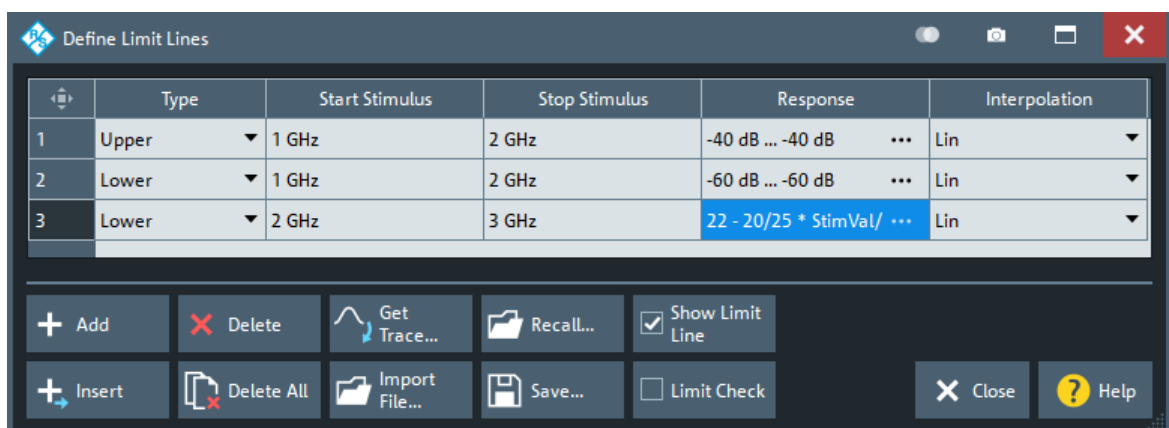 R/S Define Limit Lines
Type Start Stimulus Stop Stimulus Response Interpolation
1 Upper 1 GHz 2 GHz -40 dB ... -40 dB ... Lin
2 Lower 1 GHz 2 GHz -60 dB ... -60 dB ... Lin
3 Lower 2 GHz 3 GHz 22 - 20/25 * StimVal/ ... Lin
Add
Delete
Get
Trace...
Recall...
Show Limit
Line
Insert
Delete All
Import
File...
Save...
Limit Check
Close
? Help